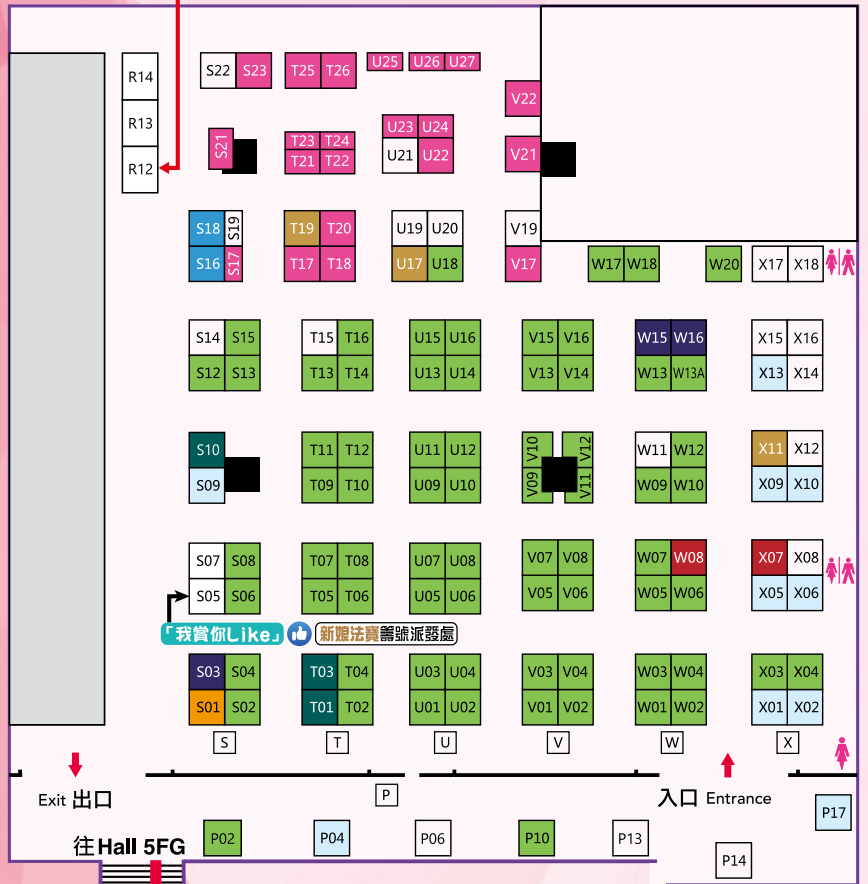 R14 S22 S23 T25 T26 U25 U26 U27
V22
R13 S21 T23 T24 U23 U24
R12 T21 T22 U21 U22 V21
S18 S19 T19 T20 U19 U20 V19
S16 S17 T17 T18 U17 U18 V17 W17 W18 W20 X17 X18
S14 S15 T15 T16 U15 U16 V15 V16 W15 W16 X15 X16
S12 S13 T13 T14 U13 U14 V13 V14 W13 W13A X13 X14
S10 T11 T12 U11 U12 V10 V12 W11 W12 X11 X12
S09 T09 T10 U09 U10 V09 V11 W09 W10 X09 X10
S07 S08 T07 T08 U07 U08 V07 V08 W07 W08 X07 X08
S05 S06 T05 T06 U05 U06 V05 V06 W05 W06 X05 X06
「我賞你Like」 新娘法寶籌號派發處
S03 S04 T03 T04 U03 U04 V03 V04 W03 W04 X03 X04
S01 S02 T01 T02 U01 U02 V01 V02 W01 W02 X01 X02
S T U V W X
Exit 出口 P 入口 Entrance
P17
往Hall 5FG P02 P04 P06 P10 P13
P14